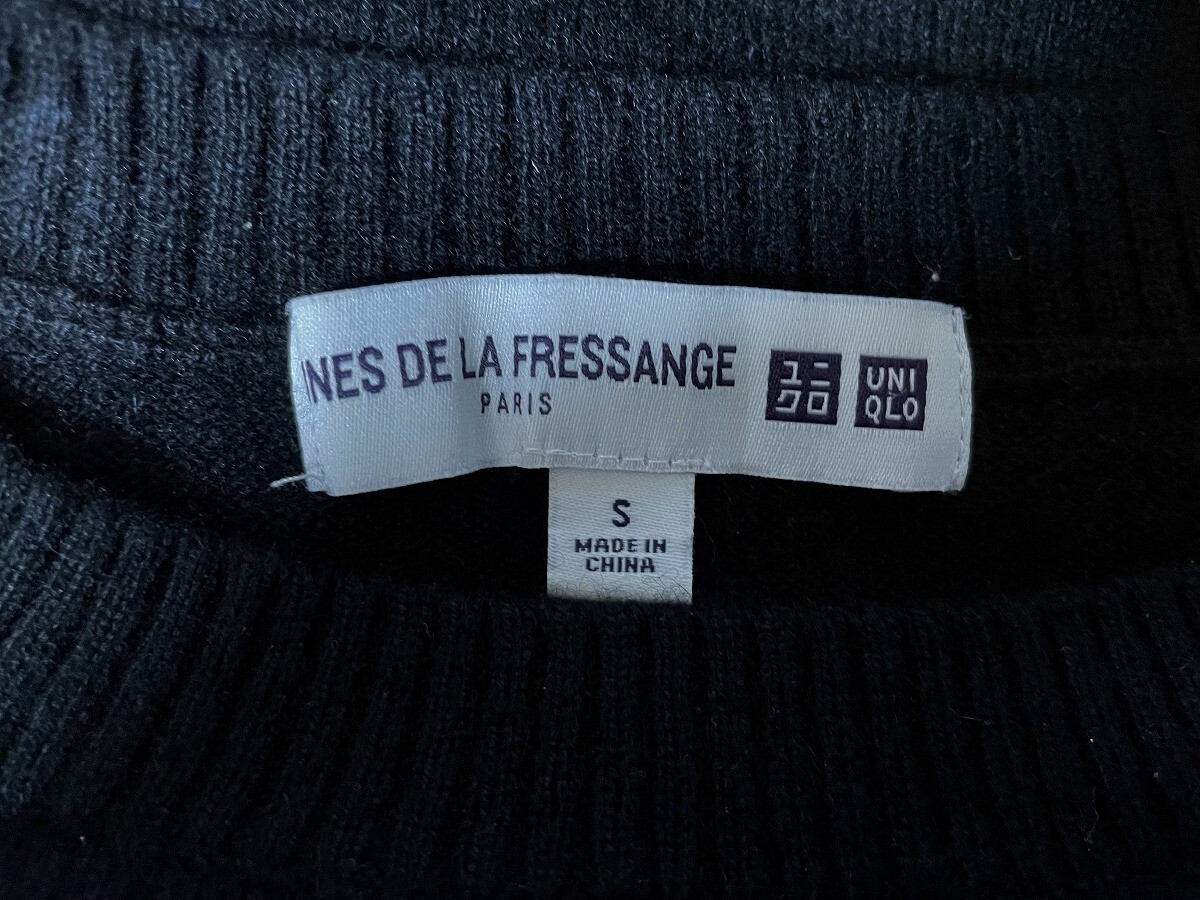 INES DE LA FRESSANGE
PARIS
ユニ
クロ
UNI
QLO
S
MADE IN
CHINA